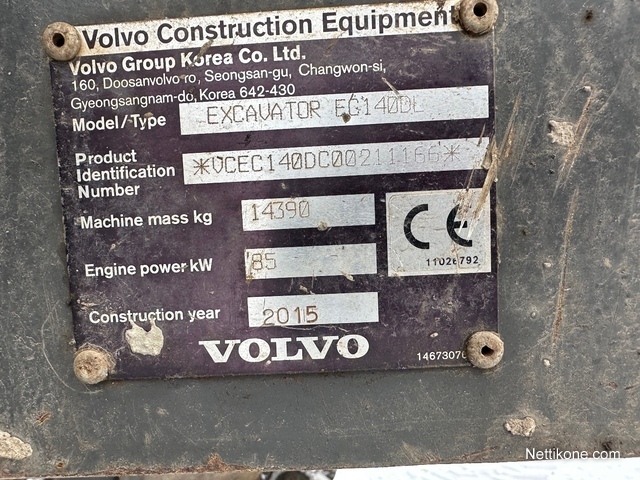 Volvo Construction Equipment
Volvo Group Korea Co. Ltd.
160, Doosanvolvo-ro, Seongsan-gu, Changwon-si,
Gyeongsangnam-do, Korea 642-430
Model/Type EXCAVATOR
Product
Identification
Number
*VCEC140DC00211166*
Machine mass kg 14390
CE
11026792
Engine power kW 85
Construction year 2015
VOLVO
Nettikone.com